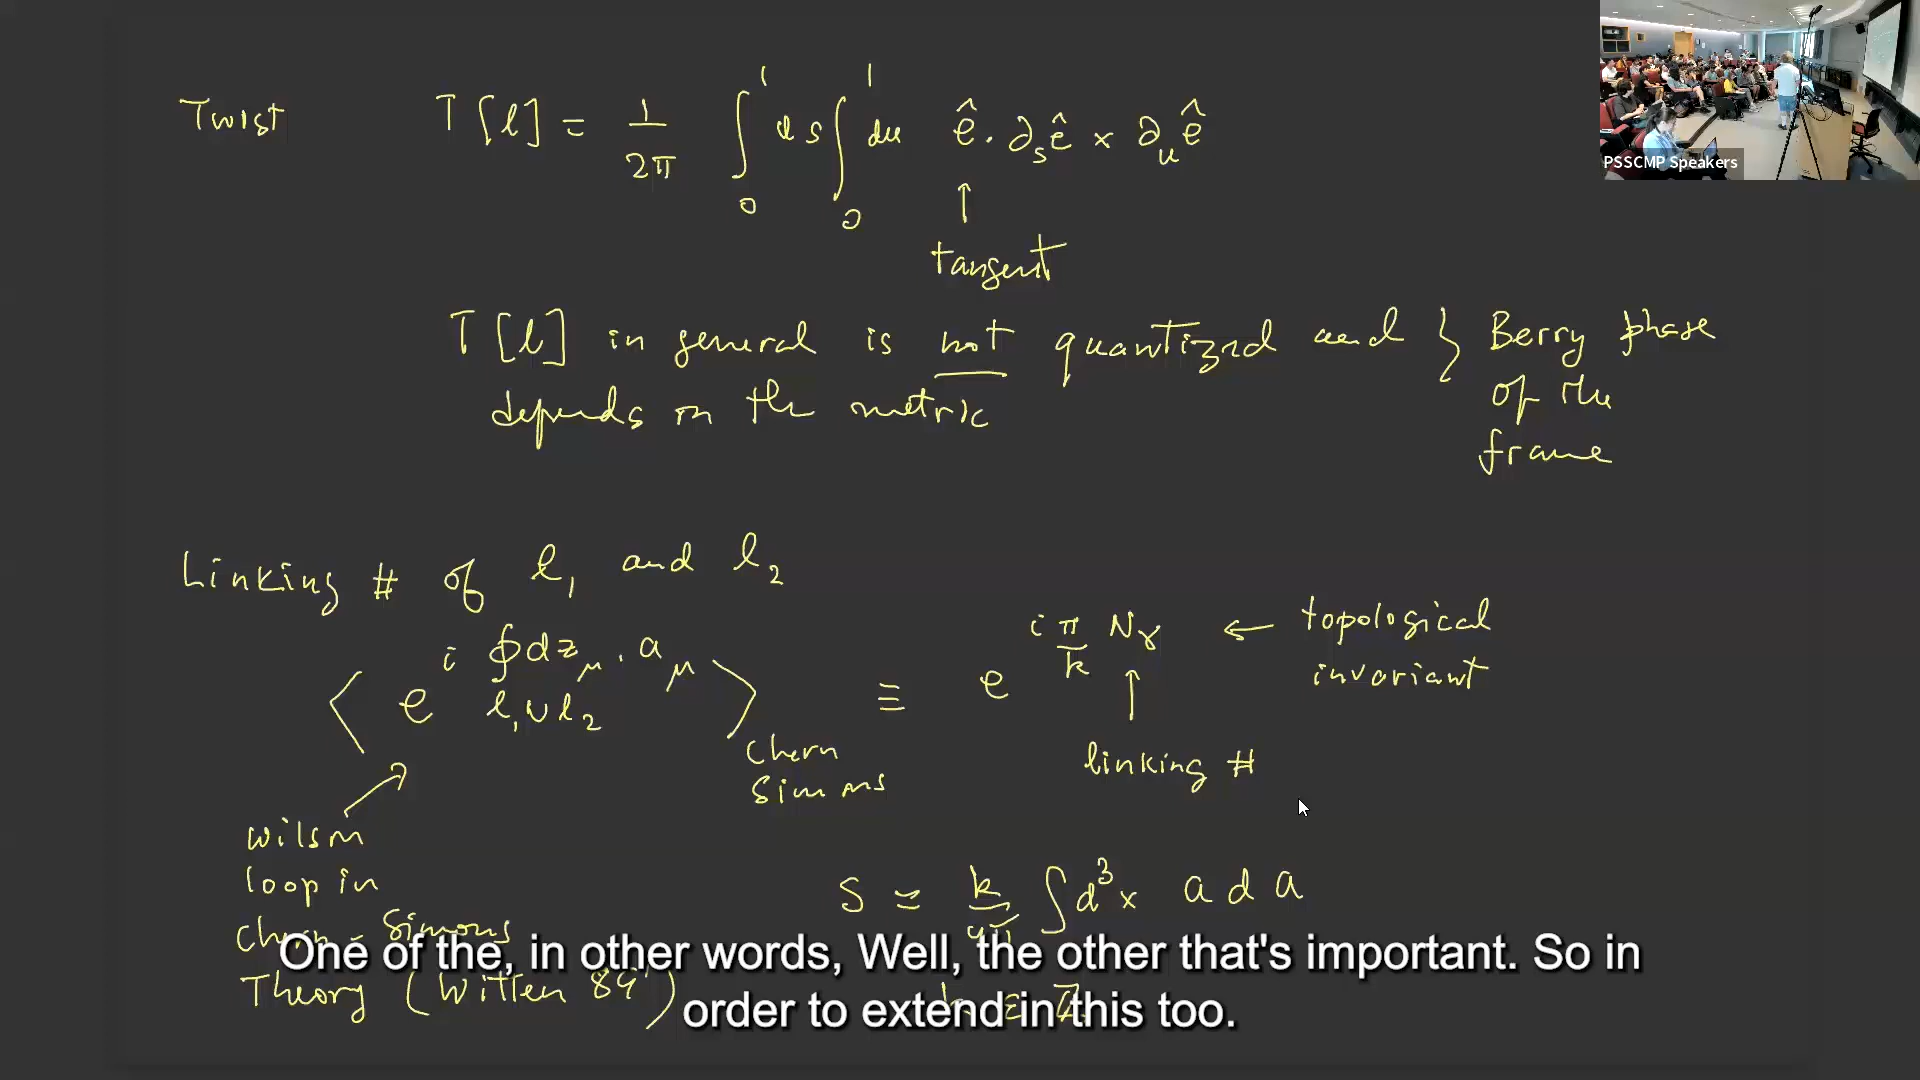 Twist T[l] = 1/2π ∫₀¹ ds ∫₀¹ du ê · ∂ₛê × ∂ᵤê
↑
tangent
PSSCMP Speakers
T[l] in general is not quantized and } Berry phase
depends on the metric
of the
frame
Linking # of l₁ and l₂
⟨ e^{i ∮_{l₁∪l₂} dz_μ · a_μ} ⟩ Chern Simons ≡ e^{i π/k N_γ} ← topological
invariant
↑
linking #
Wilson
loop in
Chern-Simons
Theory (Witten 89')
S = k/4π ∫ d³x a d a
k ∈ ℤ
One of the, in other words, Well, the other that's important. So in
order to extend in this too.